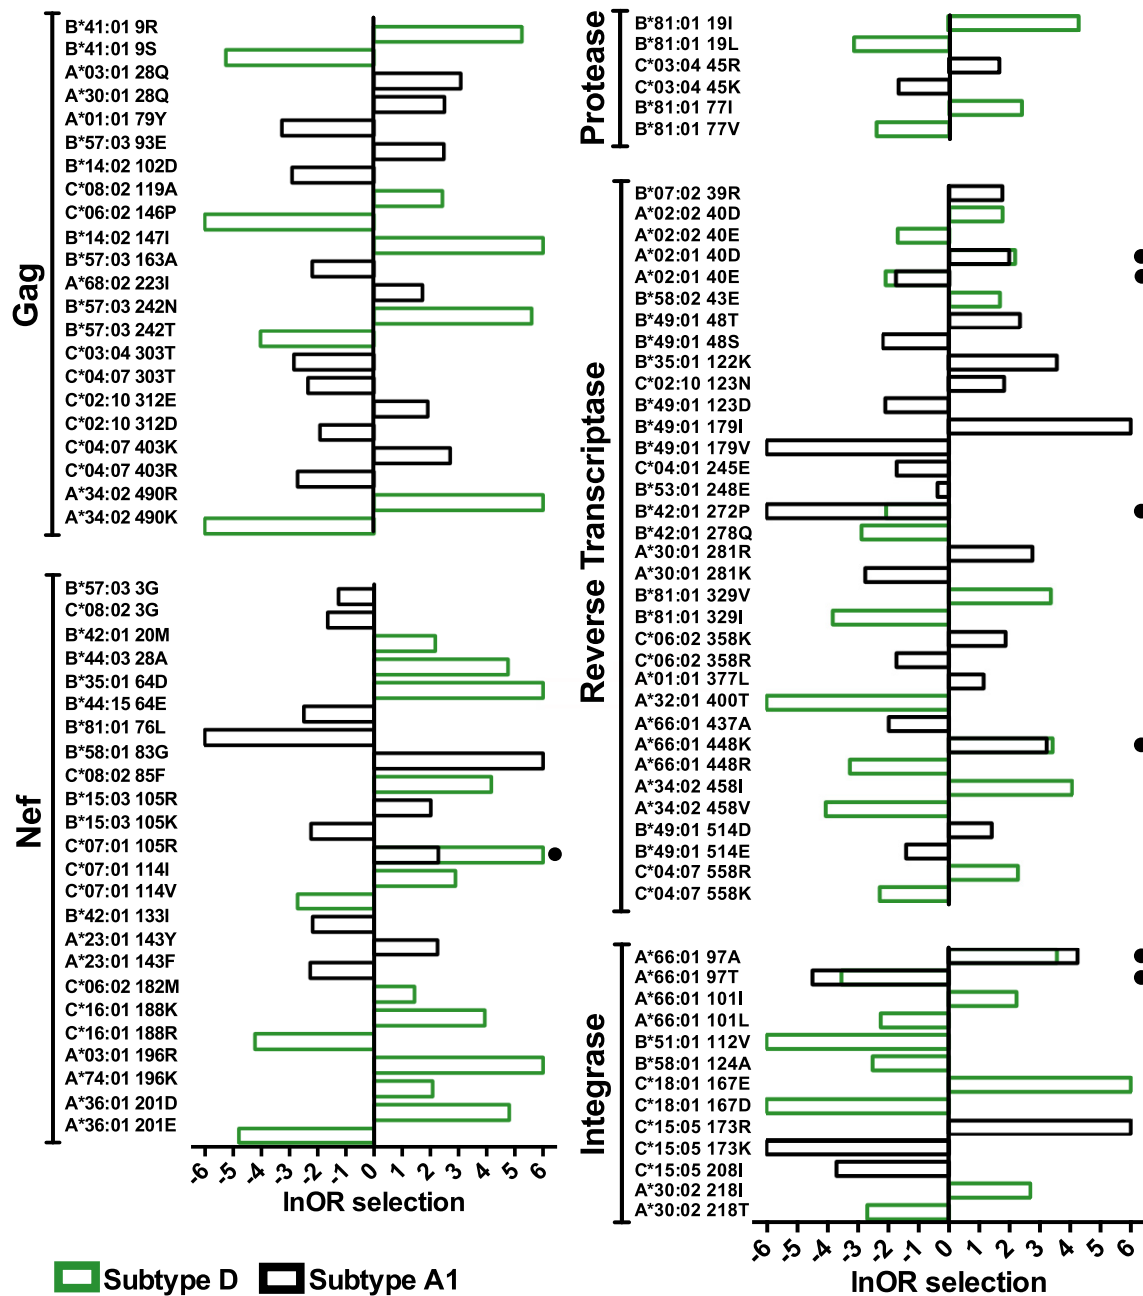 Gag
B*41:01 9R
B*41:01 9S
A*03:01 28Q
A*30:01 28Q
A*01:01 79Y
B*57:03 93E
B*14:02 102D
C*08:02 119A
C*06:02 146P
B*14:02 147I
B*57:03 163A
A*68:02 223I
B*57:03 242N
B*57:03 242T
C*03:04 303T
C*04:07 303T
C*02:10 312E
C*02:10 312D
C*04:07 403K
C*04:07 403R
A*34:02 490R
A*34:02 490K
Nef
B*57:03 3G
C*08:02 3G
B*42:01 20M
B*44:03 28A
B*35:01 64D
B*44:15 64E
B*81:01 76L
B*58:01 83G
C*08:02 85F
B*15:03 105R
B*15:03 105K
C*07:01 105R
C*07:01 114I
C*07:01 114V
B*42:01 133I
A*23:01 143Y
A*23:01 143F
C*06:02 182M
C*16:01 188K
C*16:01 188R
A*03:01 196R
A*74:01 196K
A*36:01 201D
A*36:01 201E
-6 -5 -4 -3 -2 -1 0 1 2 3 4 5 6
lnOR selection
Subtype D Subtype A1
Protease
B*81:01 19I
B*81:01 19L
C*03:04 45R
C*03:04 45K
B*81:01 77I
B*81:01 77V
Reverse Transcriptase
B*07:02 39R
A*02:02 40D
A*02:02 40E
A*02:01 40D
A*02:01 40E
B*58:02 43E
B*49:01 48T
B*49:01 48S
B*35:01 122K
C*02:10 123N
B*49:01 123D
B*49:01 179I
B*49:01 179V
C*04:01 245E
B*53:01 248E
B*42:01 272P
B*42:01 278Q
A*30:01 281R
A*30:01 281K
B*81:01 329V
B*81:01 329I
C*06:02 358K
C*06:02 358R
A*01:01 377L
A*32:01 400T
A*66:01 437A
A*66:01 448K
A*66:01 448R
A*34:02 458I
A*34:02 458V
B*49:01 514D
B*49:01 514E
C*04:07 558R
C*04:07 558K
Integrase
A*66:01 97A
A*66:01 97T
A*66:01 101I
A*66:01 101L
B*51:01 112V
B*58:01 124A
C*18:01 167E
C*18:01 167D
C*15:05 173R
C*15:05 173K
C*15:05 208I
A*30:02 218I
A*30:02 218T
-6 -5 -4 -3 -2 -1 0 1 2 3 4 5 6
lnOR selection